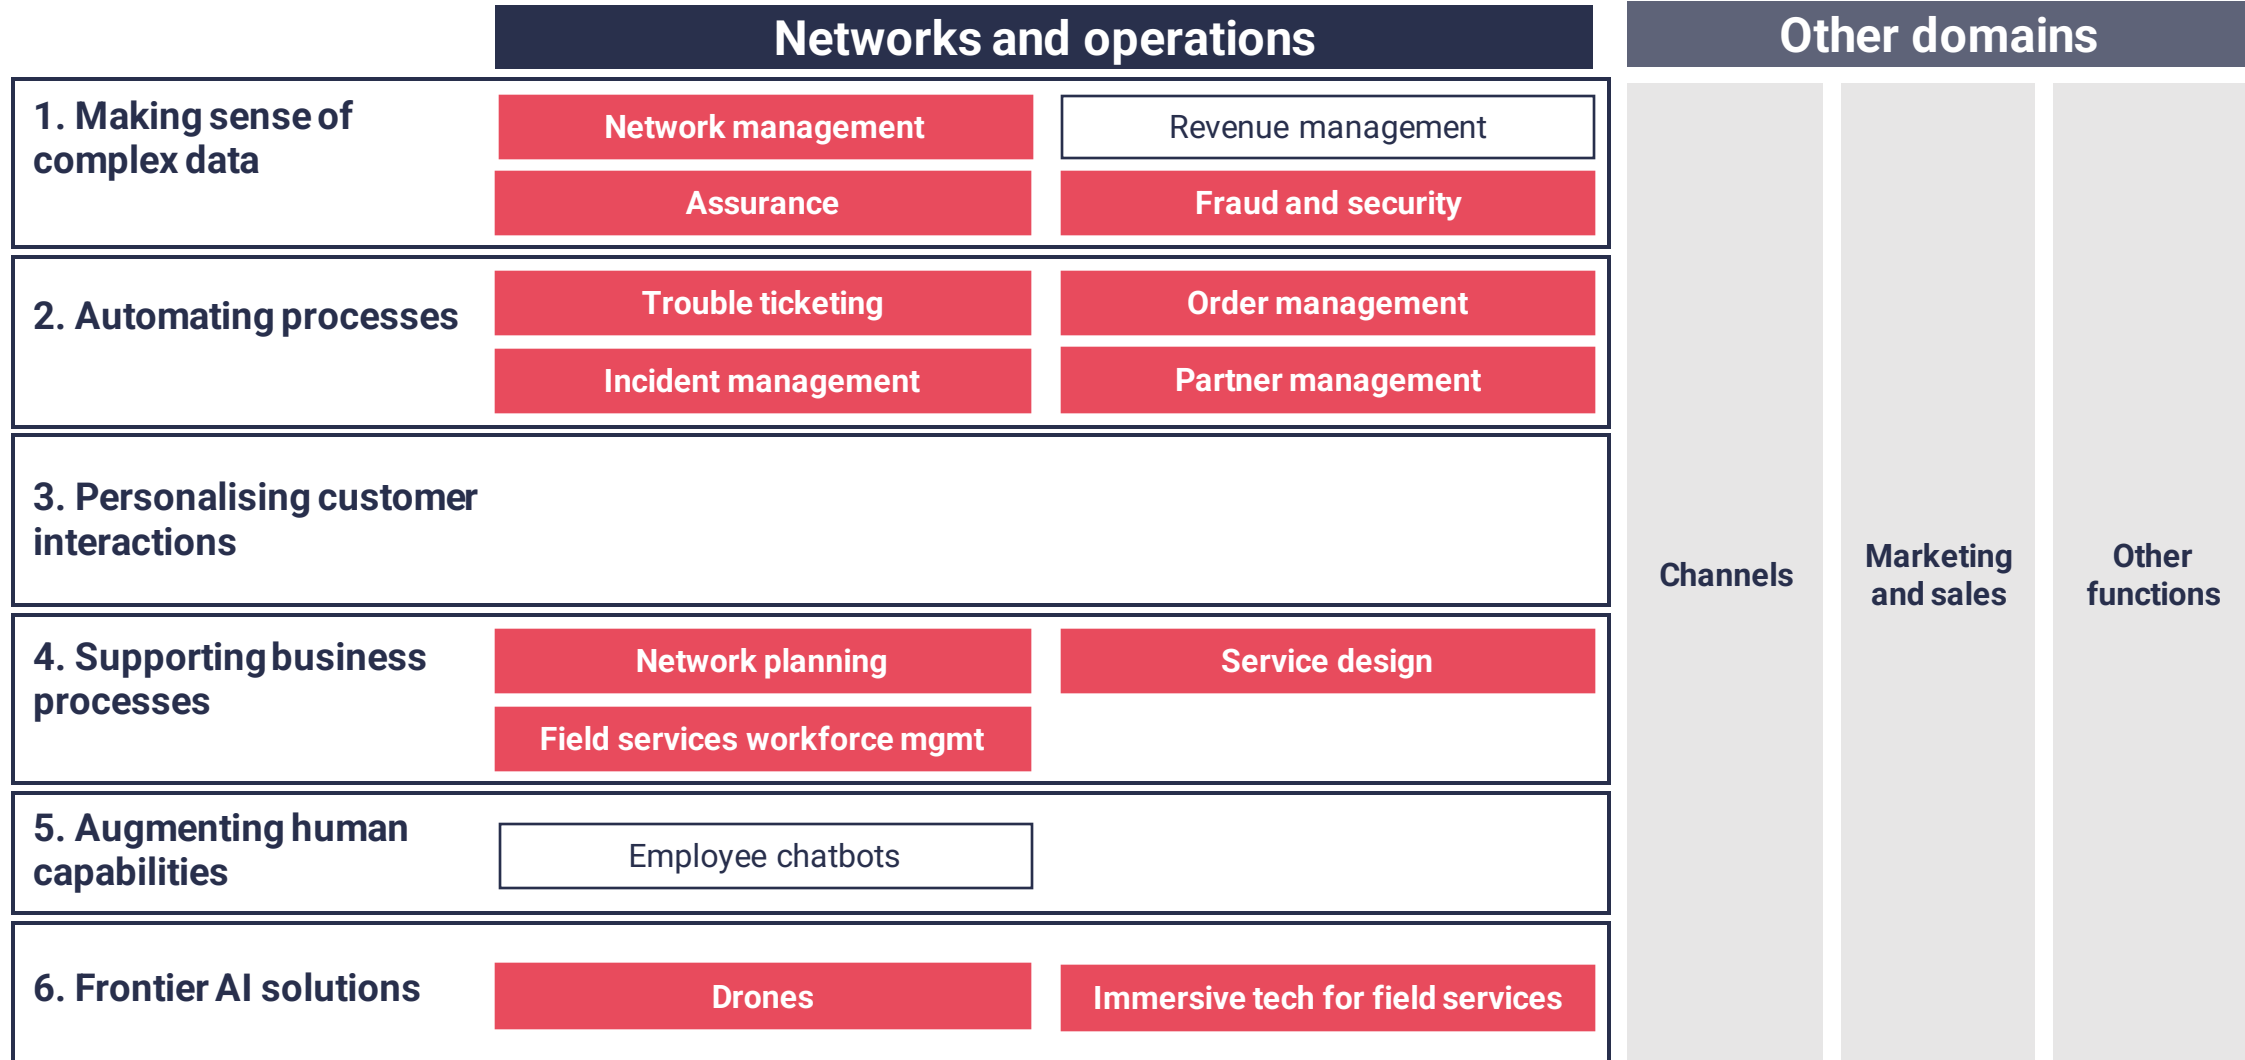 Networks and operations
Other domains
1. Making sense of
complex data
Network management
Revenue management
Assurance
Fraud and security
2. Automating processes
Trouble ticketing
Order management
Incident management
Partner management
3. Personalising customer
interactions
4. Supporting business
processes
Network planning
Service design
Field services workforce mgmt
5. Augmenting human
capabilities
Employee chatbots
6. Frontier AI solutions
Drones
Immersive tech for field services
Channels
Marketing
and sales
Other
functions